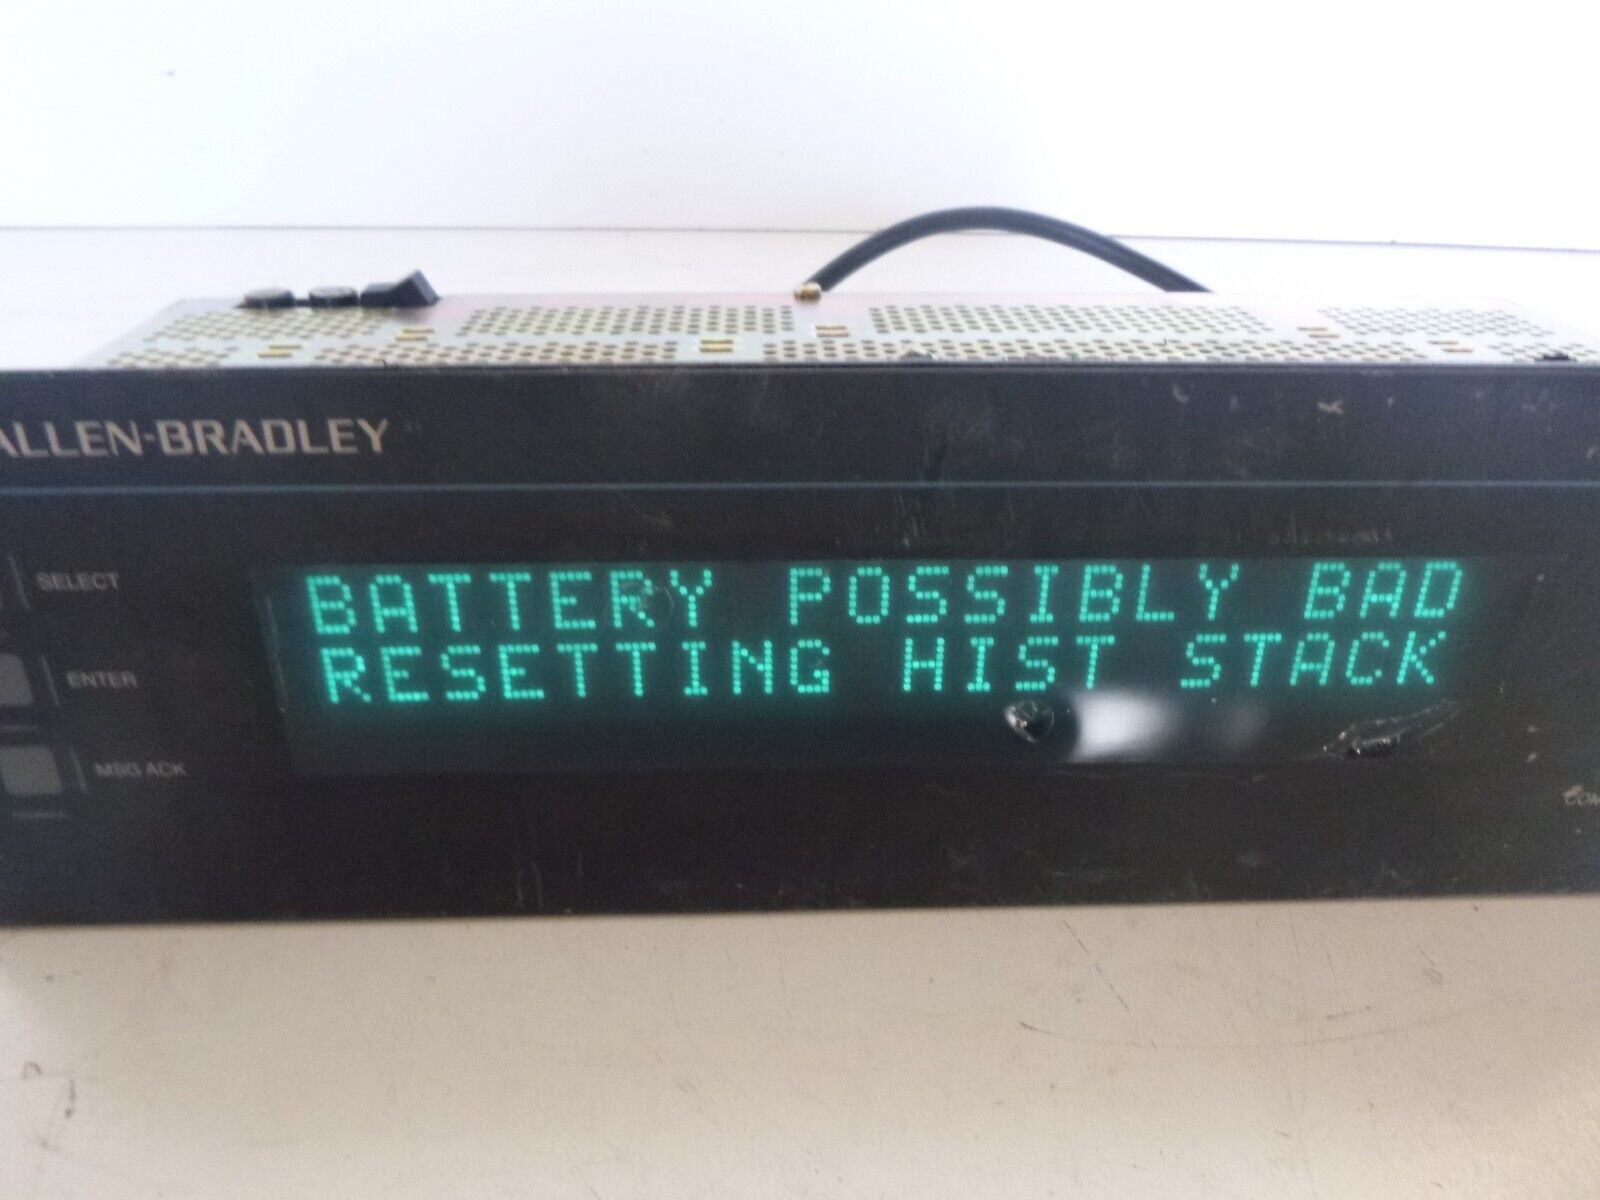 ALLEN-BRADLEY
SELECT
BATTERY POSSIBLY BAD
RESETTING HIST STACK
ENTER
MSG ACK